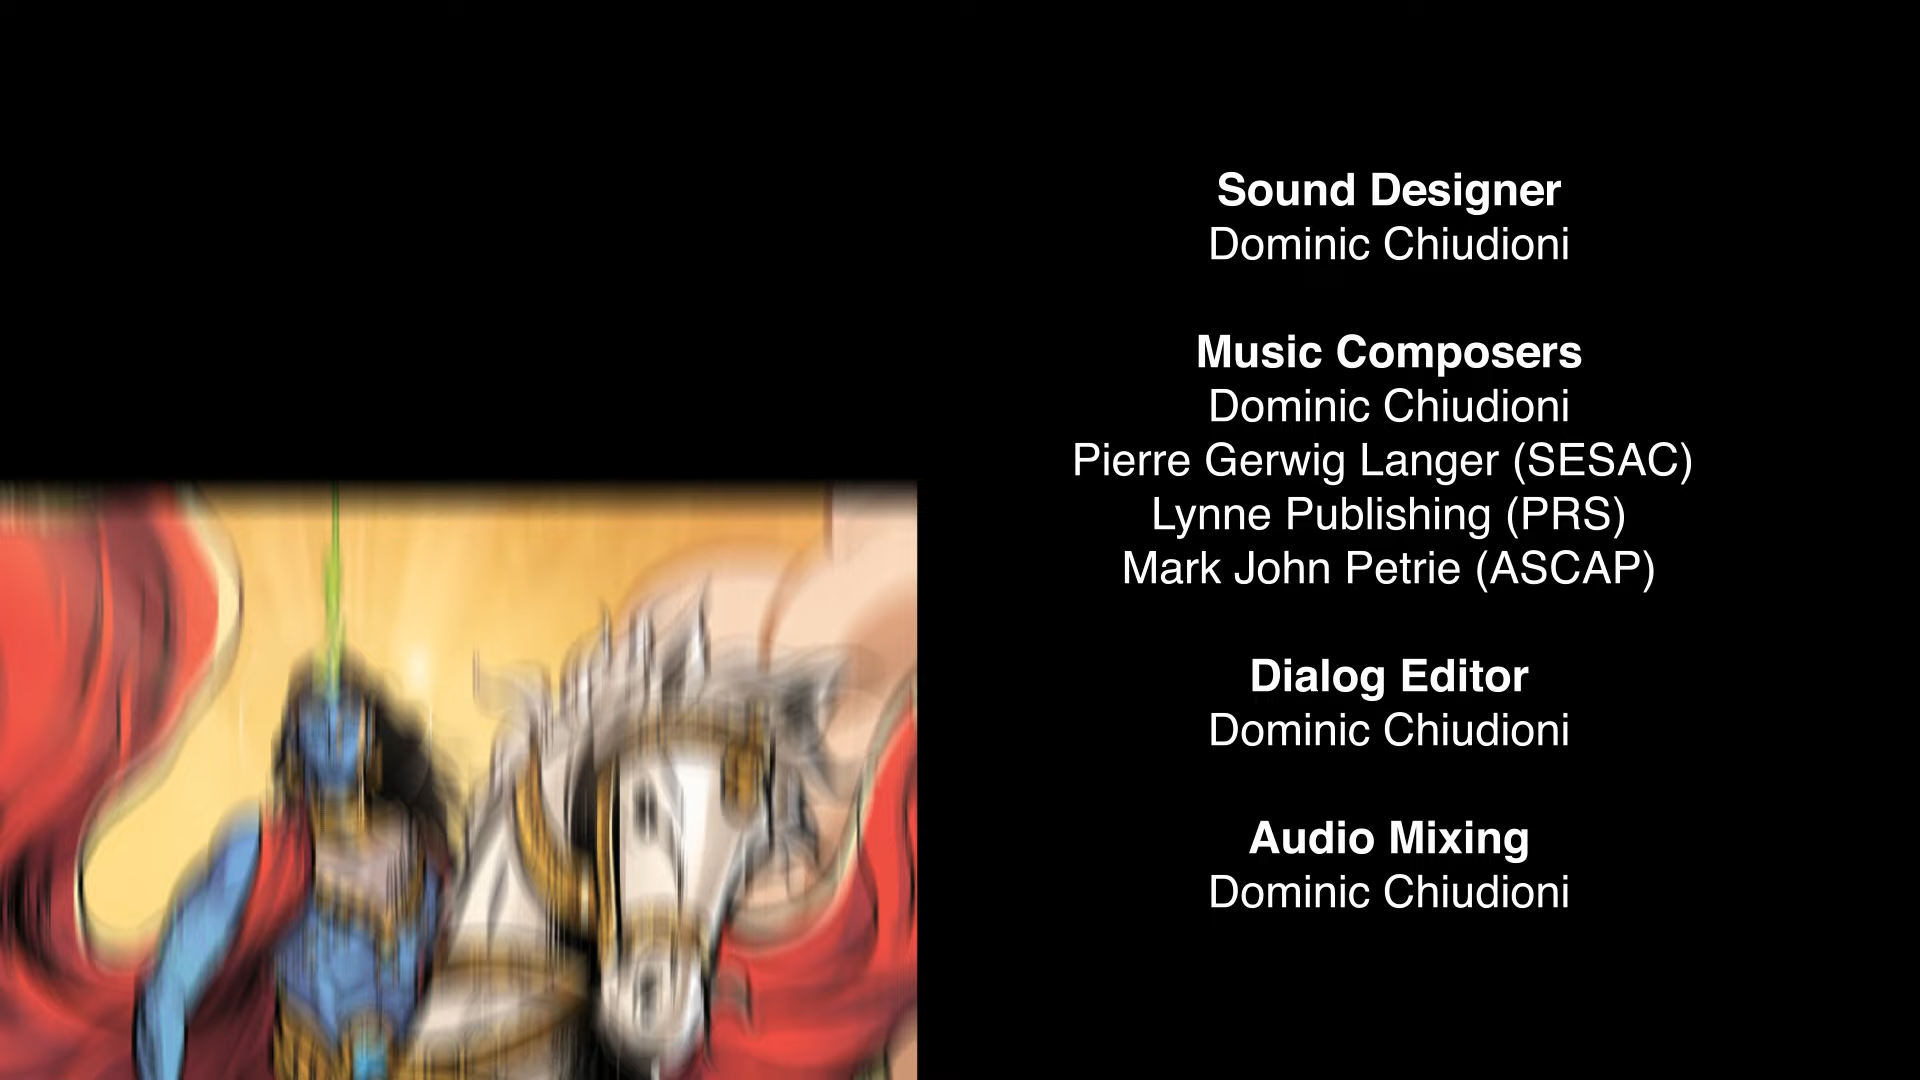 Sound Designer
Dominic Chiudioni
Music Composers
Dominic Chiudioni
Pierre Gerwig Langer (SESAC)
Lynne Publishing (PRS)
Mark John Petrie (ASCAP)
Dialog Editor
Dominic Chiudioni
Audio Mixing
Dominic Chiudioni